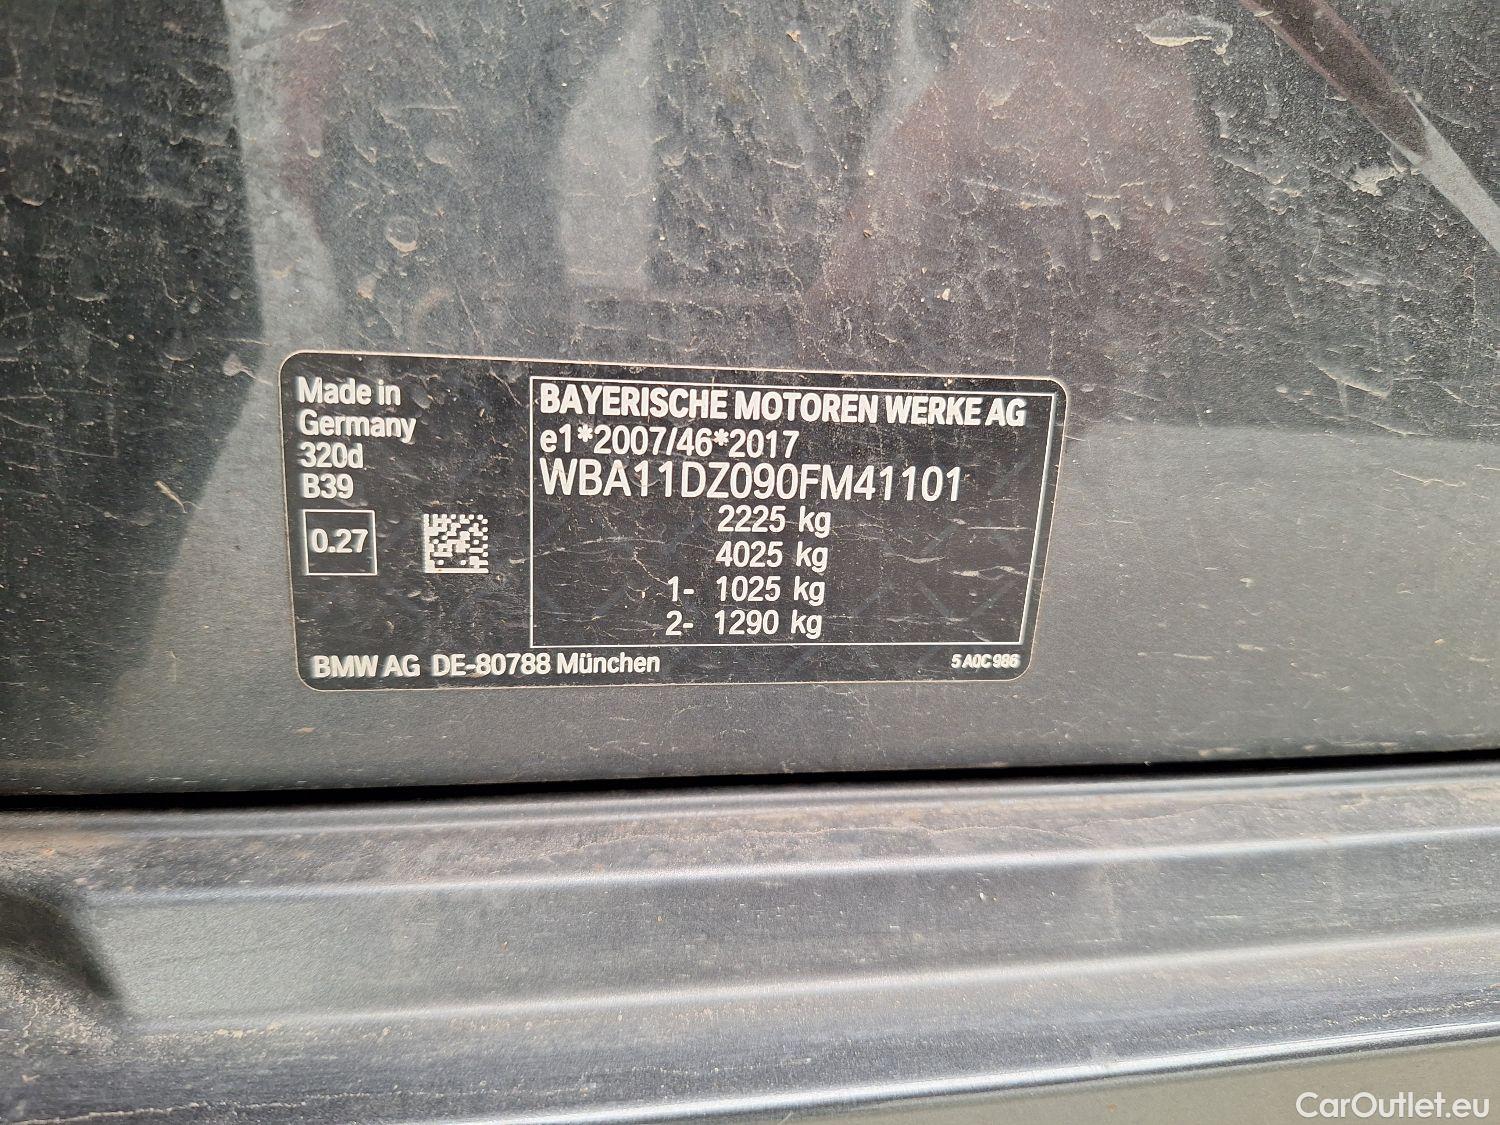 Made in
Germany
320d
B39
0.27
BAYERISCHE MOTOREN WERKE AG
e1*2007/46*2017
WBA11DZ090FM41101
2225 kg
4025 kg
1- 1025 kg
2- 1290 kg
BMW AG DE-80788 München
5 A0C 986
CarOutlet.eu